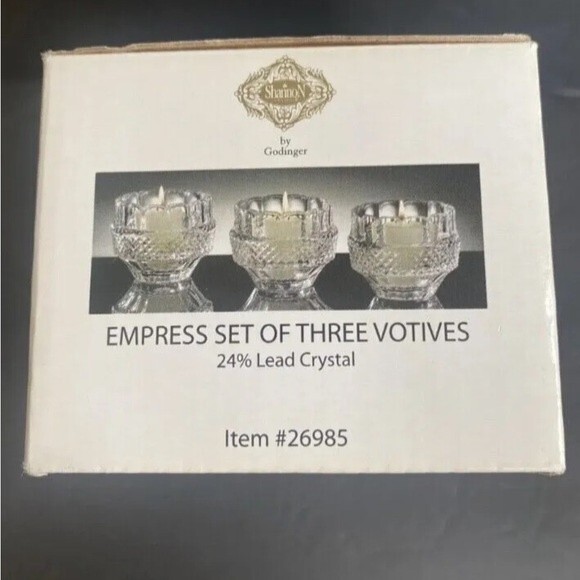 ShannoN
by
Godinger
EMPRESS SET OF THREE VOTIVES
24% Lead Crystal
Item #26985